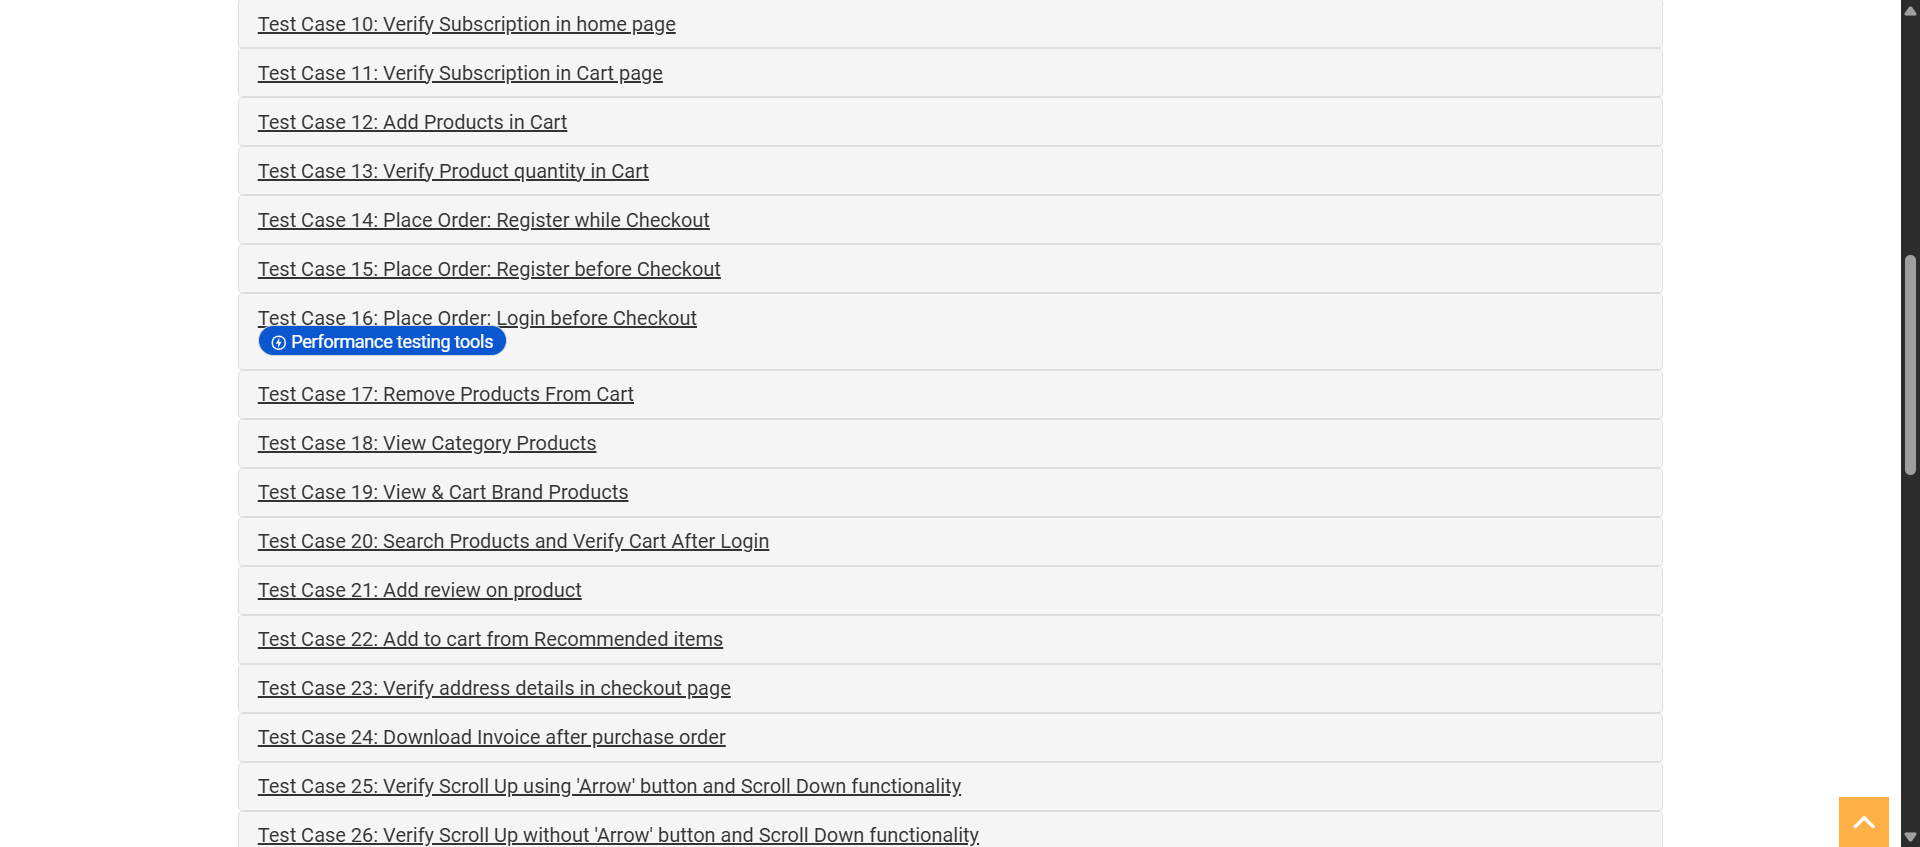 Test Case 10: Verify Subscription in home page
Test Case 11: Verify Subscription in Cart page
Test Case 12: Add Products in Cart
Test Case 13: Verify Product quantity in Cart
Test Case 14: Place Order: Register while Checkout
Test Case 15: Place Order: Register before Checkout
Test Case 16: Place Order: Login before Checkout
Performance testing tools
Test Case 17: Remove Products From Cart
Test Case 18: View Category Products
Test Case 19: View & Cart Brand Products
Test Case 20: Search Products and Verify Cart After Login
Test Case 21: Add review on product
Test Case 22: Add to cart from Recommended items
Test Case 23: Verify address details in checkout page
Test Case 24: Download Invoice after purchase order
Test Case 25: Verify Scroll Up using 'Arrow' button and Scroll Down functionality
Test Case 26: Verify Scroll Up without 'Arrow' button and Scroll Down functionality